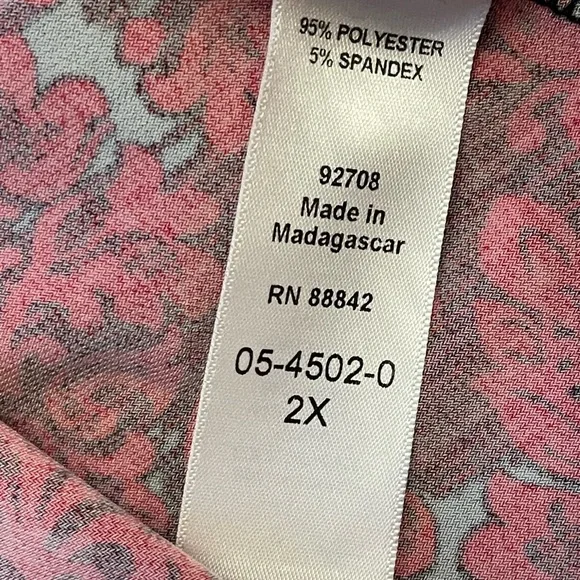 95% POLYESTER
5% SPANDEX
92708
Made in
Madagascar
RN 88842
05-4502-0
2X